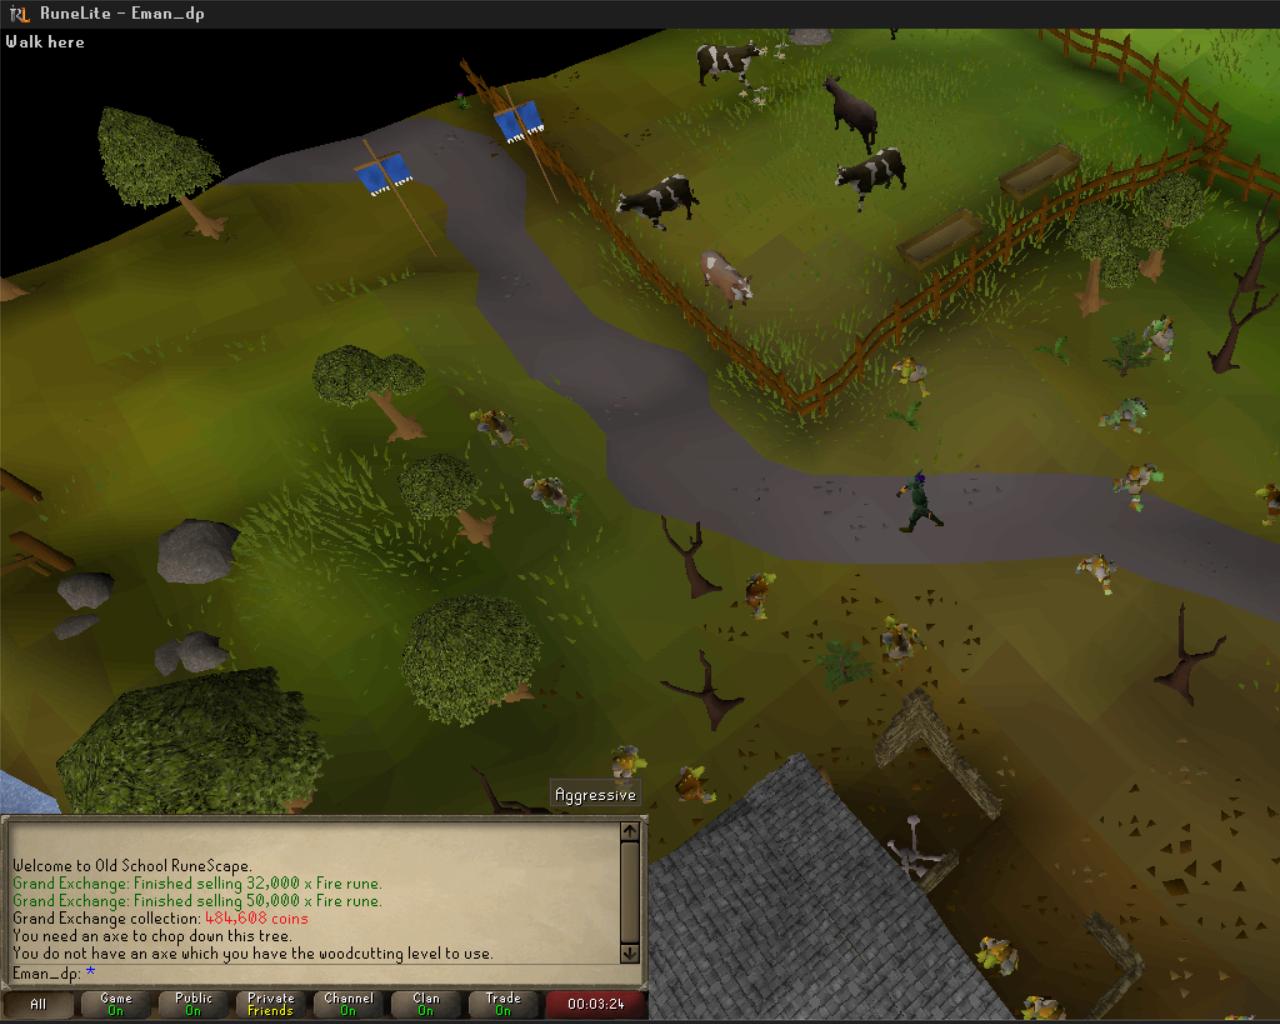 RuneLite - Eman_dp
Walk here
Aggressive
Welcome to Old School RuneScape.
Grand Exchange: Finished selling 32,000 x Fire rune.
Grand Exchange: Finished selling 50,000 x Fire rune.
Grand Exchange collection: 484,608 coins
You need an axe to chop down this tree.
You do not have an axe which you have the woodcutting level to use.
Eman_dp: *
All
Game
On
Public
On
Private
Friends
Channel
On
Clan
On
Trade
On
00:03:24